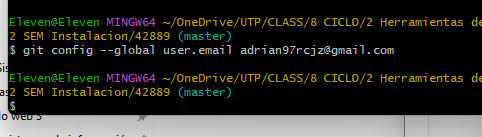 Eleven@Eleven MINGW64 ~/OneDrive/UTP/CLASS/8 CICLO/2 Herramientas de
2 SEM Instalacion/42889 (master)
$ git config --global user.email adrian97rcjz@gmail.com
Eleven@Eleven MINGW64 ~/OneDrive/UTP/CLASS/8 CICLO/2 Herramientas de
2 SEM Instalacion/42889 (master)
$